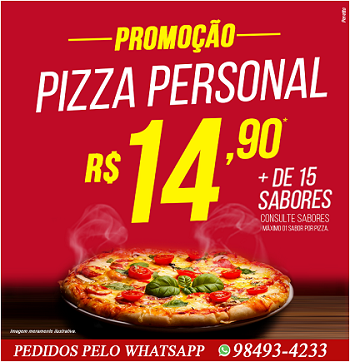 PROMOÇÃO
PIZZA PERSONAL
R$ 14,90*
+ DE 15
SABORES
CONSULTE SABORES
MÁXIMO 01 SABOR POR PIZZA.
Imagem meramente ilustrativa.
PEDIDOS PELO WHATSAPP 98493-4233